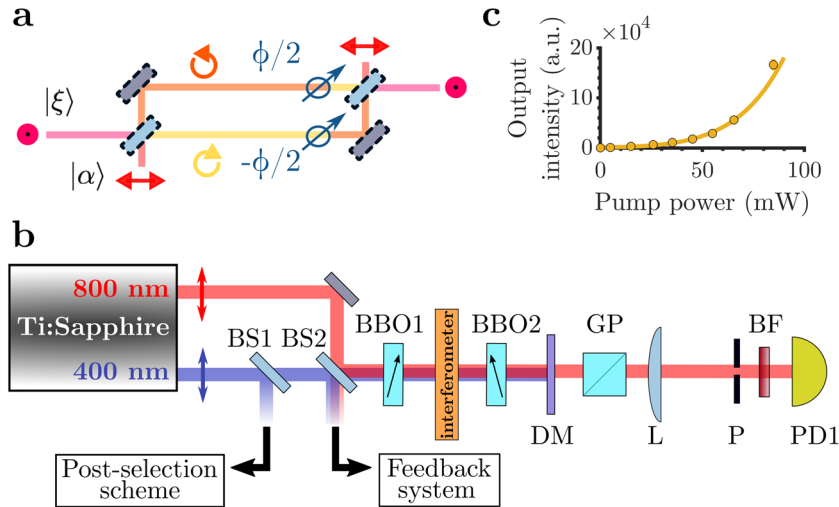 a
|ξ⟩
|α⟩
ϕ/2
-ϕ/2
c
×10⁴
Output
intensity (a.u.)
20
10
0
0
50
100
Pump power (mW)
b
800 nm
Ti:Sapphire
400 nm
BS1
BS2
BBO1
interferometer
BBO2
DM
GP
L
P
BF
PD1
Post-selection
scheme
Feedback
system